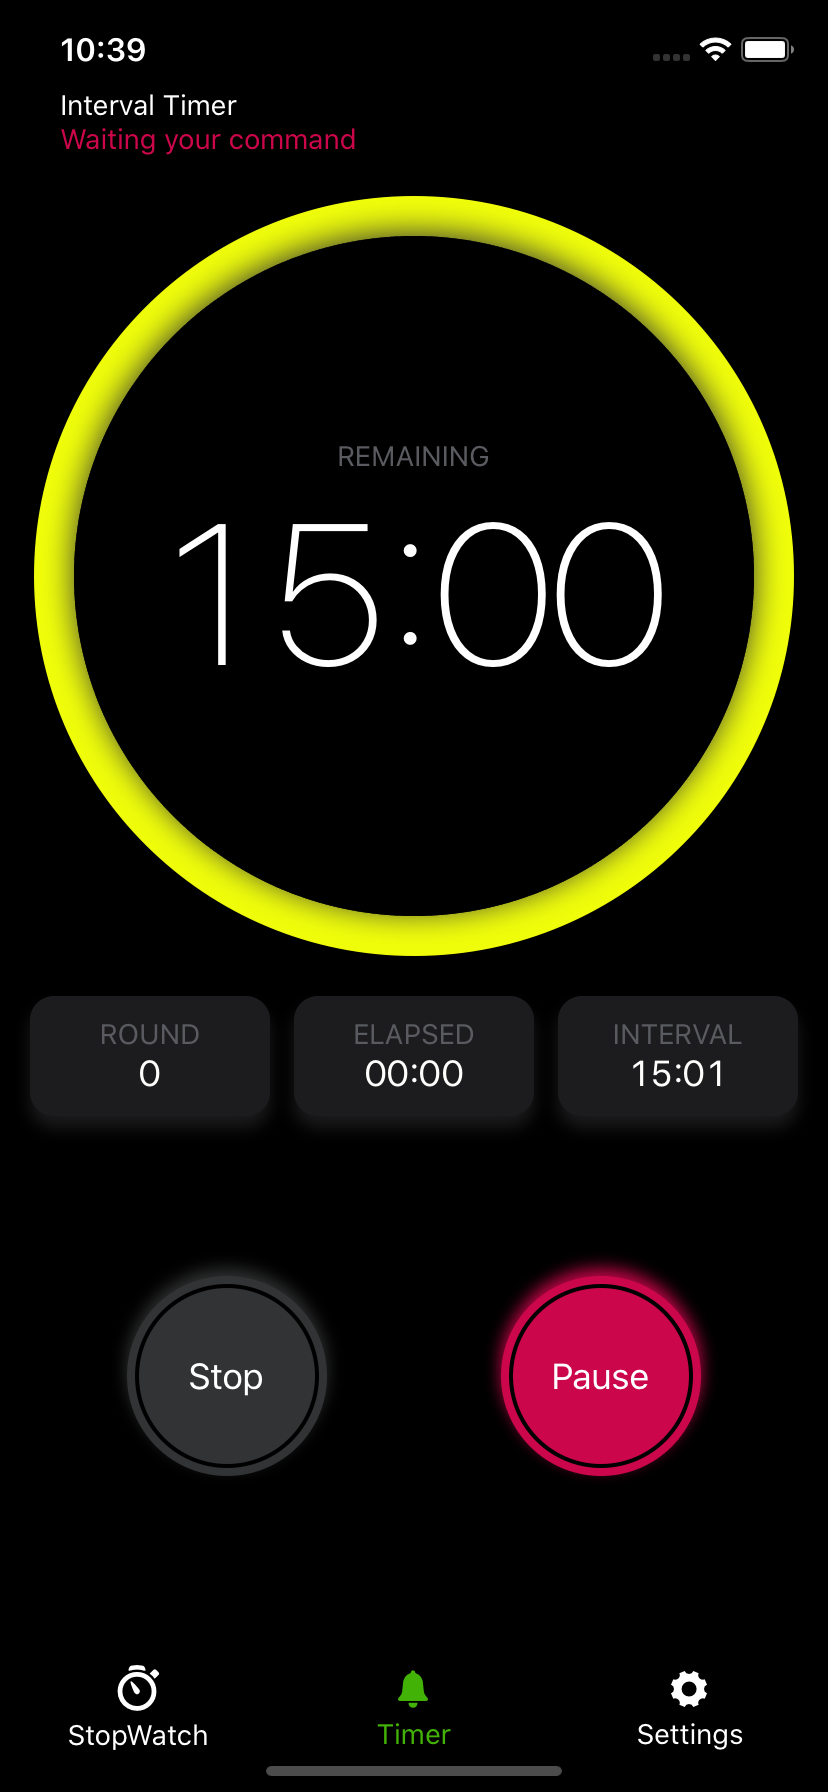 10:39
Interval Timer
Waiting your command
REMAINING
15:00
ROUND
0
ELAPSED
00:00
INTERVAL
15:01
Stop
Pause
StopWatch
Timer
Settings